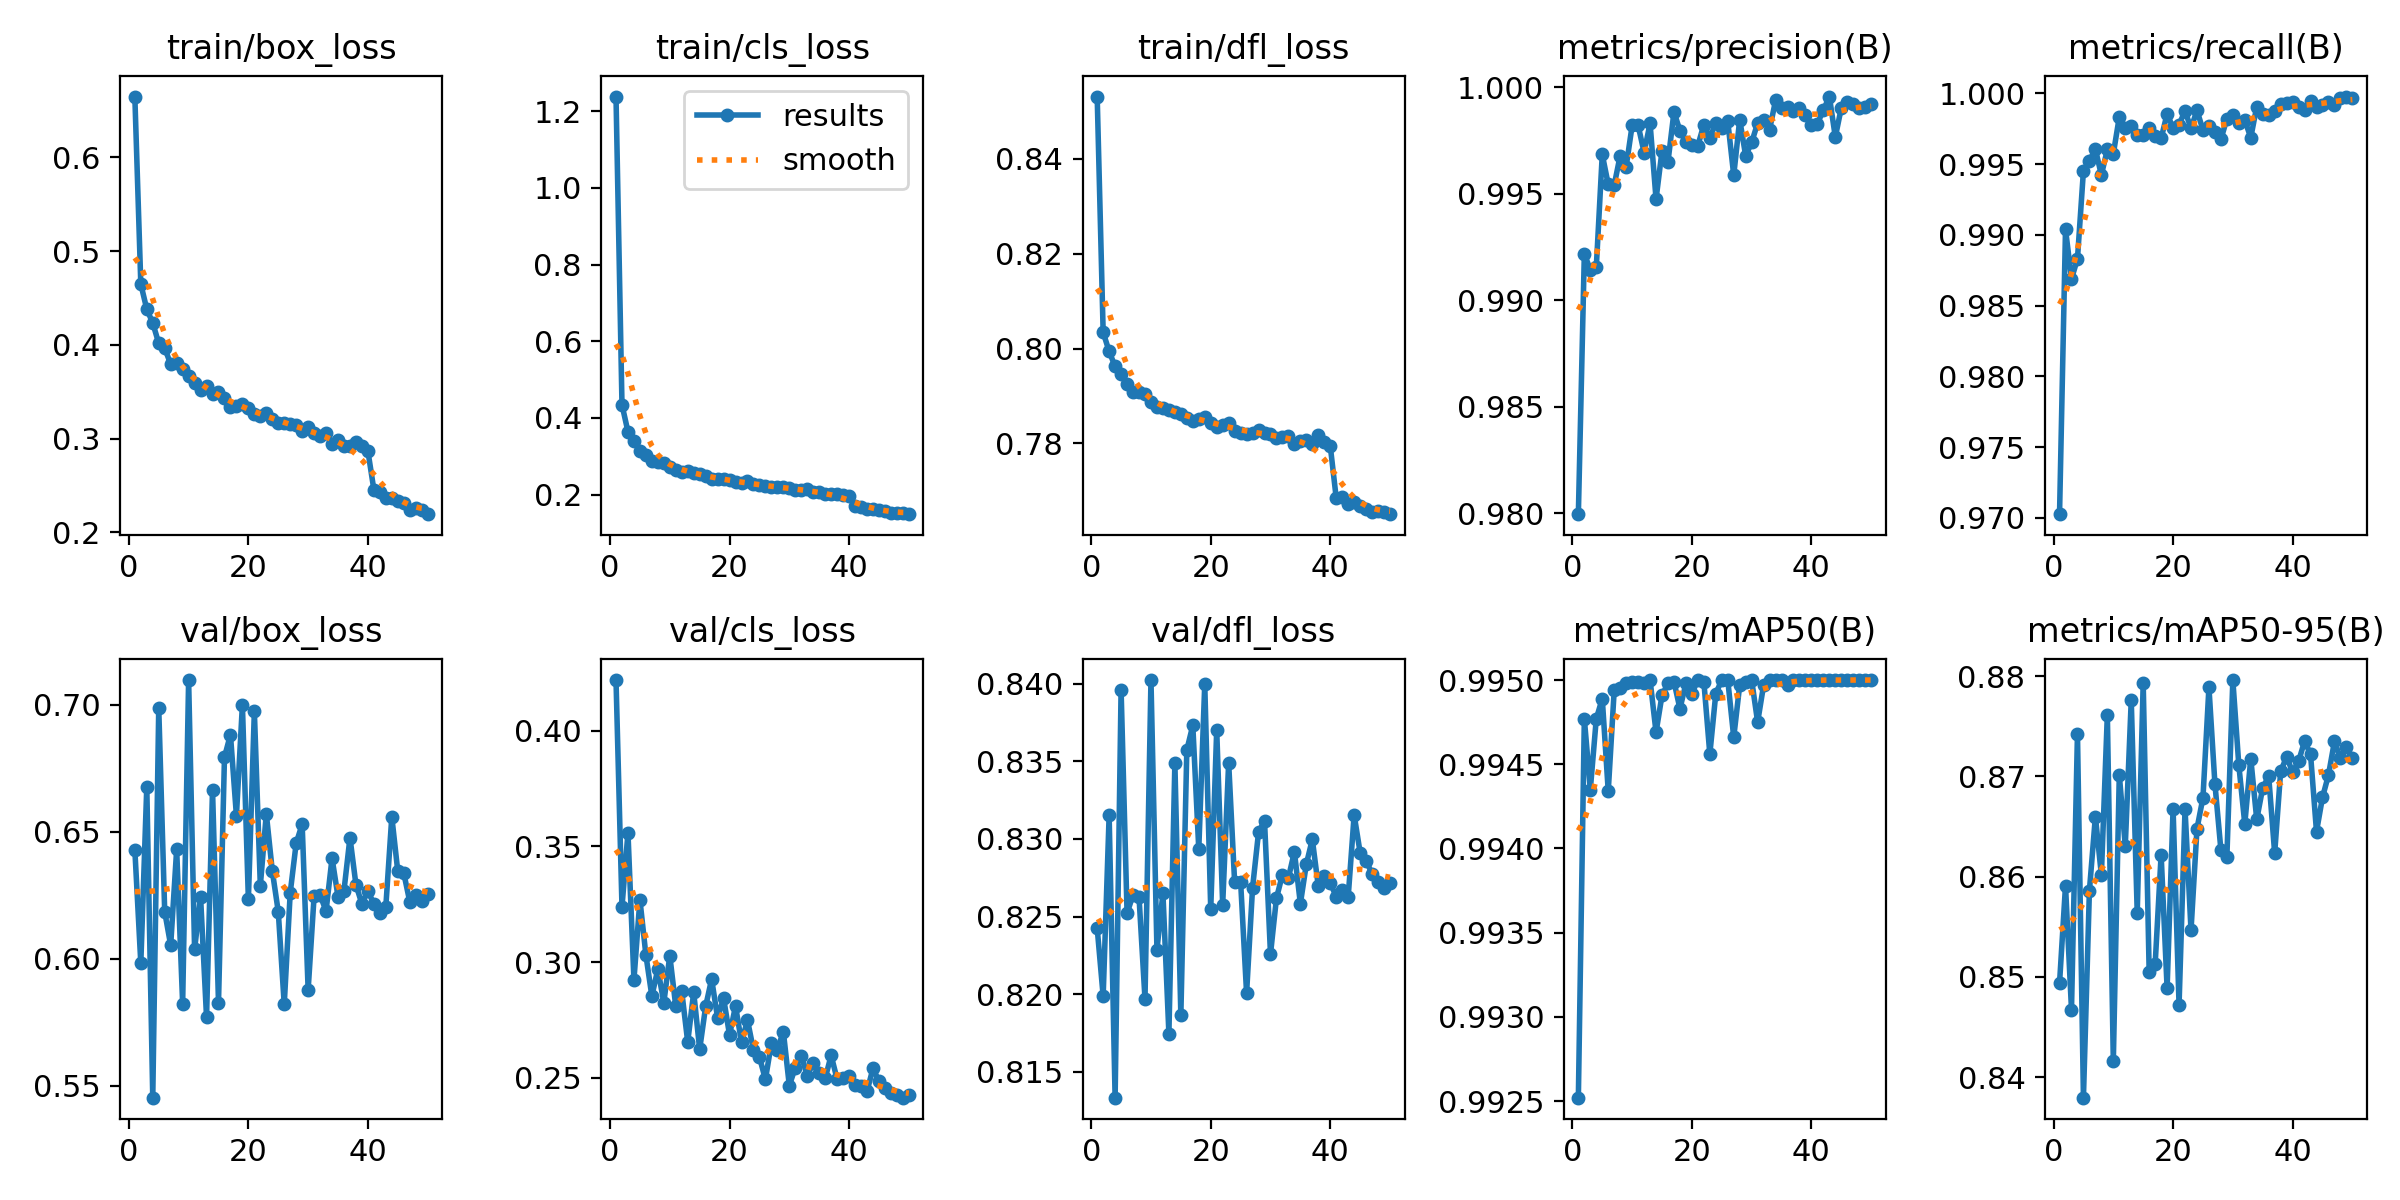 train/box_loss
0.6
0.5
0.4
0.3
0.2
0 20 40
train/cls_loss
results
smooth
1.2
1.0
0.8
0.6
0.4
0.2
0 20 40
train/dfl_loss
0.84
0.82
0.80
0.78
0 20 40
metrics/precision(B)
1.000
0.995
0.990
0.985
0.980
0 20 40
metrics/recall(B)
1.000
0.995
0.990
0.985
0.980
0.975
0.970
0 20 40
val/box_loss
0.70
0.65
0.60
0.55
0 20 40
val/cls_loss
0.40
0.35
0.30
0.25
0 20 40
val/dfl_loss
0.840
0.835
0.830
0.825
0.820
0.815
0 20 40
metrics/mAP50(B)
0.9950
0.9945
0.9940
0.9935
0.9930
0.9925
0 20 40
metrics/mAP50-95(B)
0.88
0.87
0.86
0.85
0.84
0 20 40